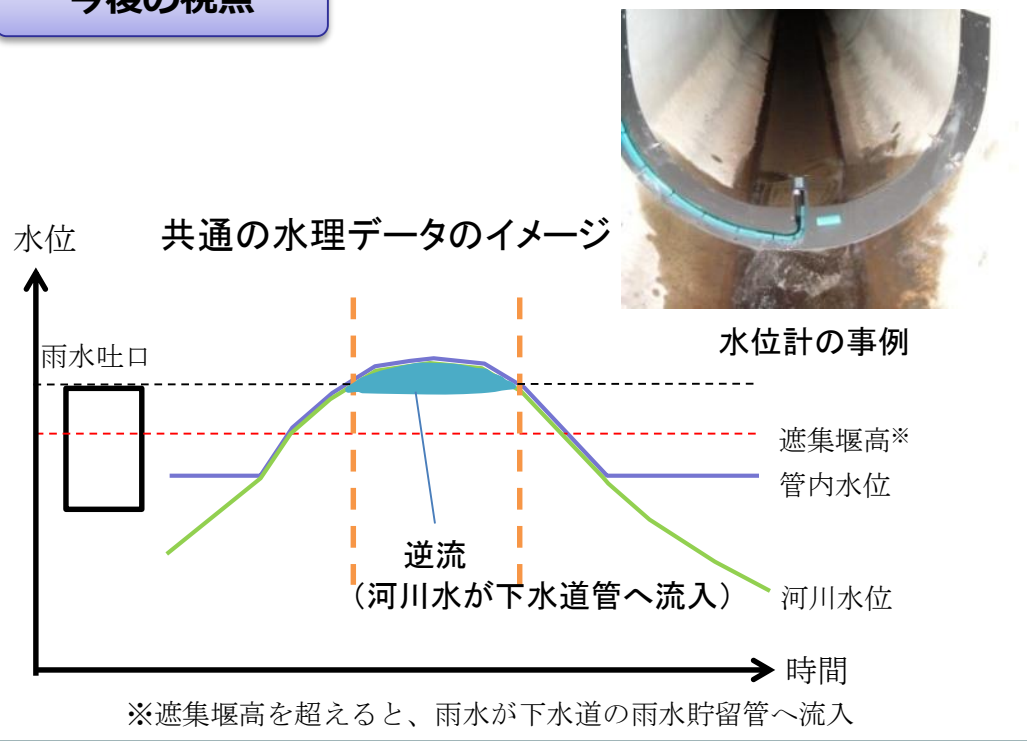 今後の視点
水位
共通の水理データのイメージ
水位計の事例
雨水吐口
遮集堰高※
管内水位
逆流
（河川水が下水道管へ流入）
河川水位
時間
※遮集堰高を超えると、雨水が下水道の雨水貯留管へ流入